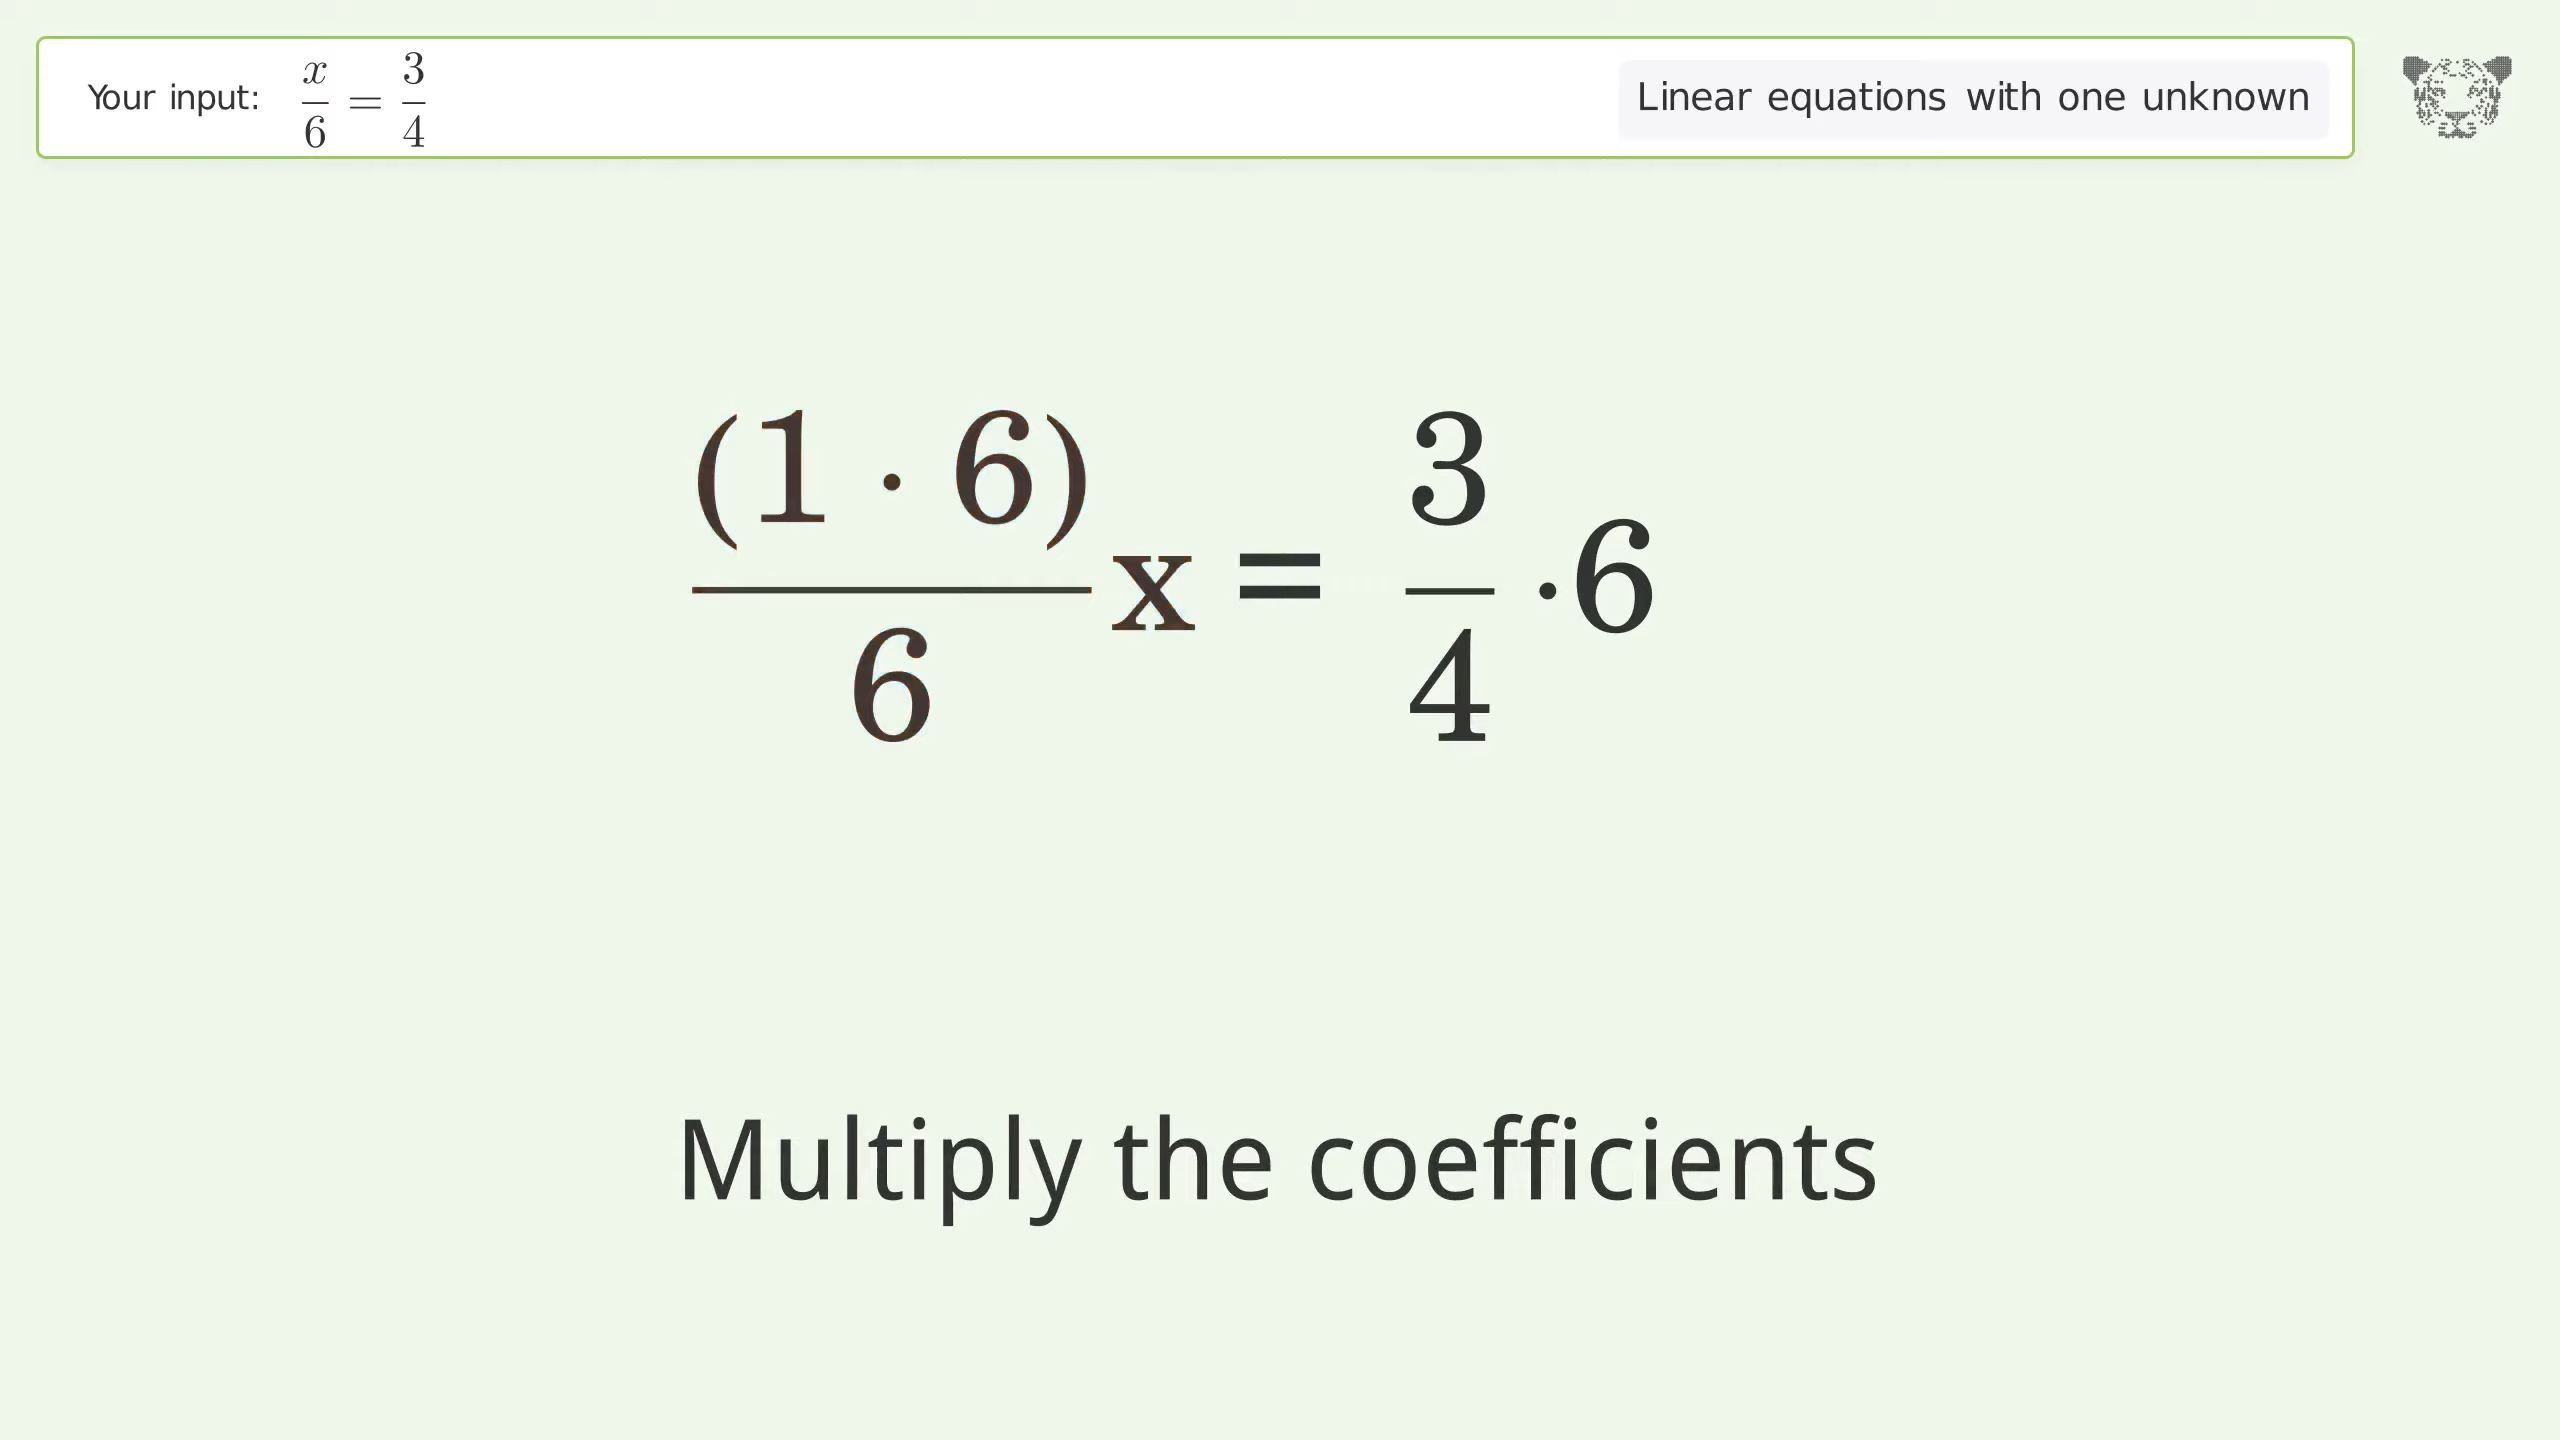 Your input: x/6 = 3/4 Linear equations with one unknown
(1 · 6)/6 x = 3/4 · 6
Multiply the coefficients